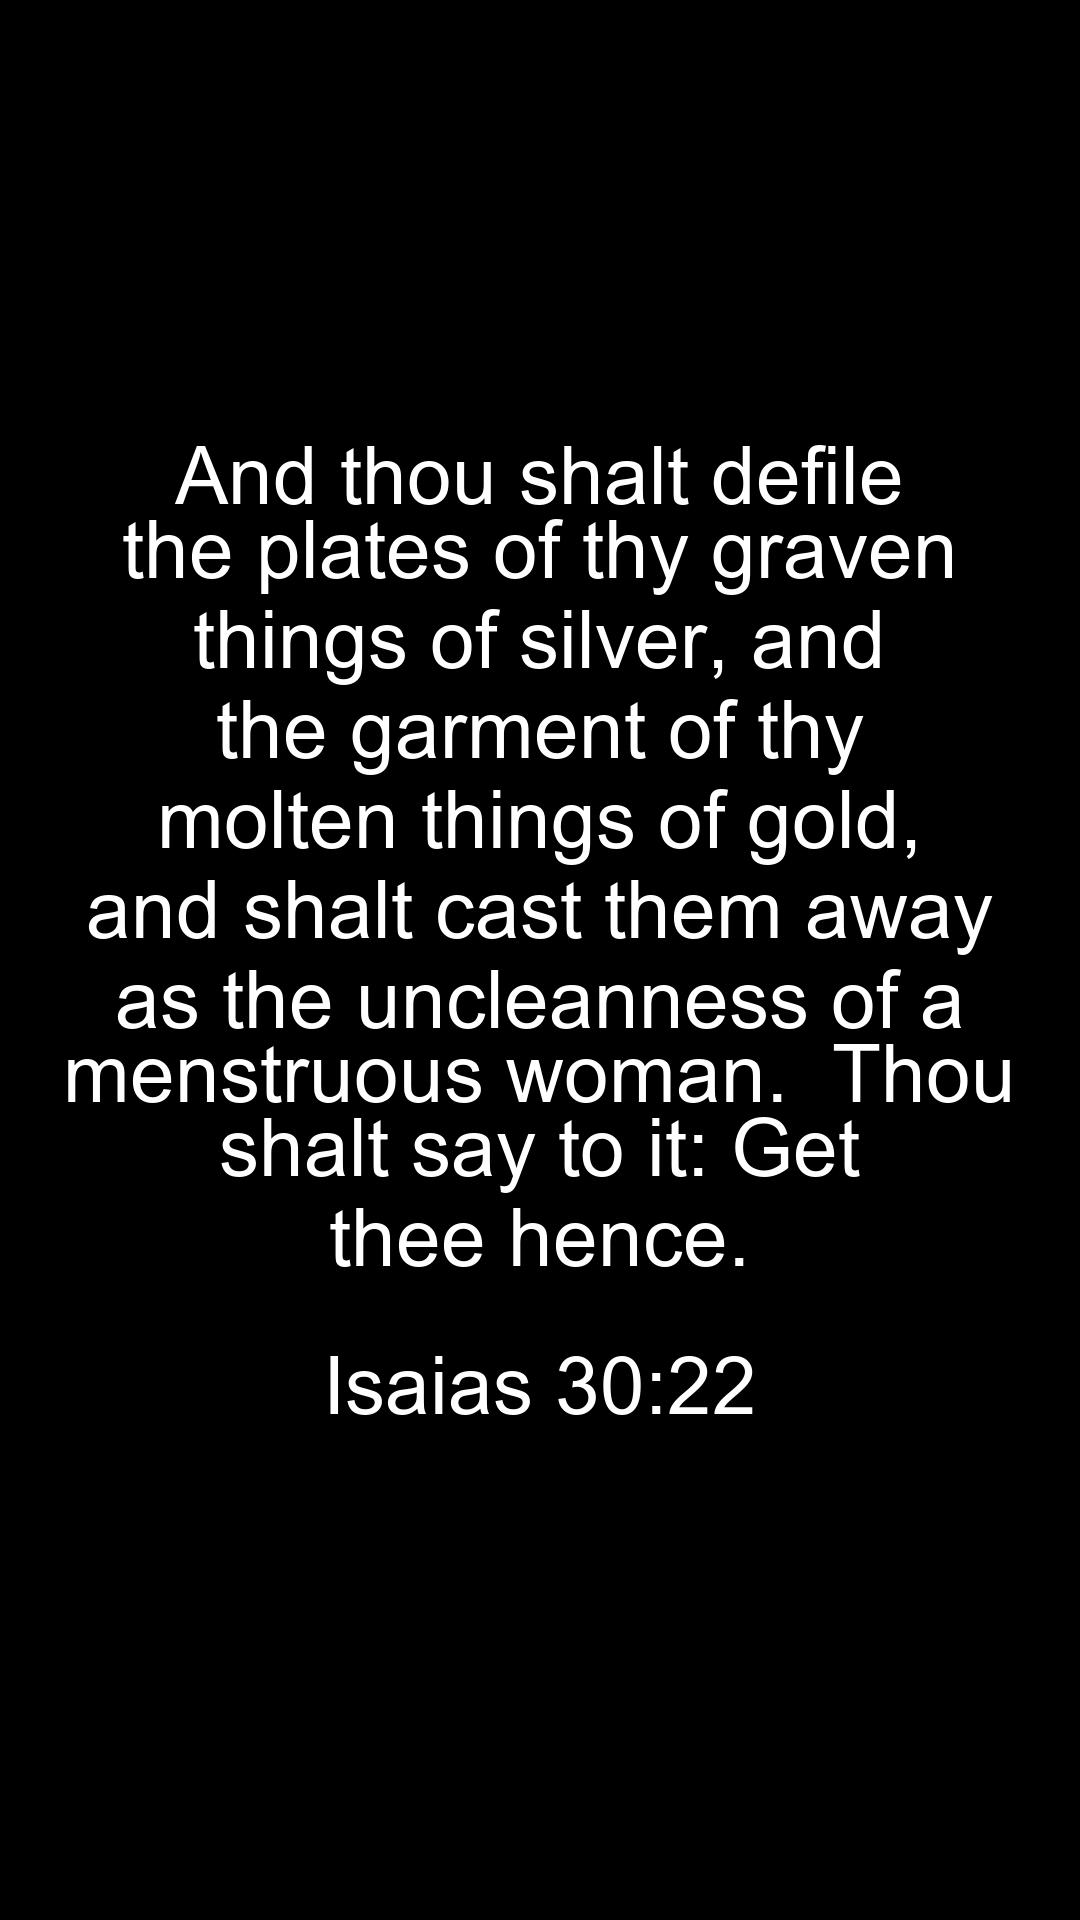 And thou shalt defile
the plates of thy graven
things of silver, and
the garment of thy
molten things of gold,
and shalt cast them away
as the uncleanness of a
menstruous woman.  Thou
shalt say to it: Get
thee hence.
Isaias 30:22